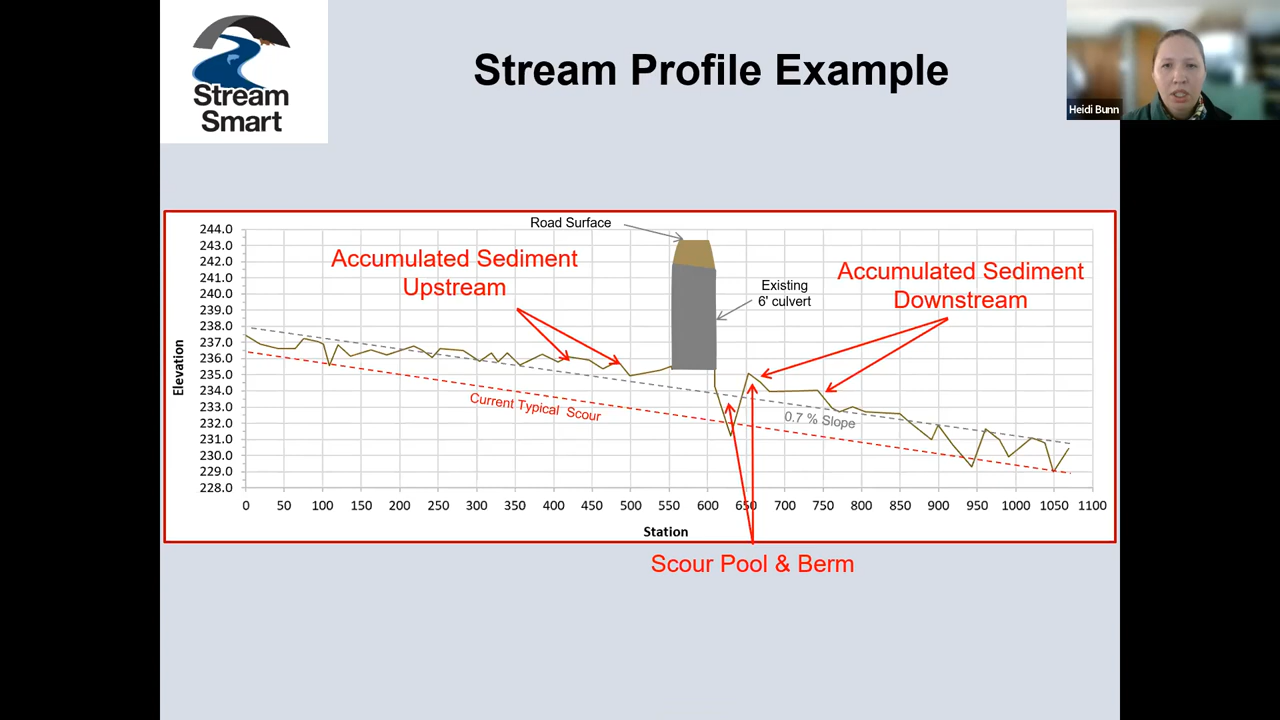 Stream
Smart
Stream Profile Example
Heidi Bunn
Road Surface
Accumulated Sediment
Upstream
Existing
6' culvert
Accumulated Sediment
Downstream
Elevation
244.0
243.0
242.0
241.0
240.0
239.0
238.0
237.0
236.0
235.0
234.0
233.0
232.0
231.0
230.0
229.0
228.0
Current Typical Scour
0.7 % Slope
0 50 100 150 200 250 300 350 400 450 500 550 600 650 700 750 800 850 900 950 1000 1050 1100
Station
Scour Pool & Berm